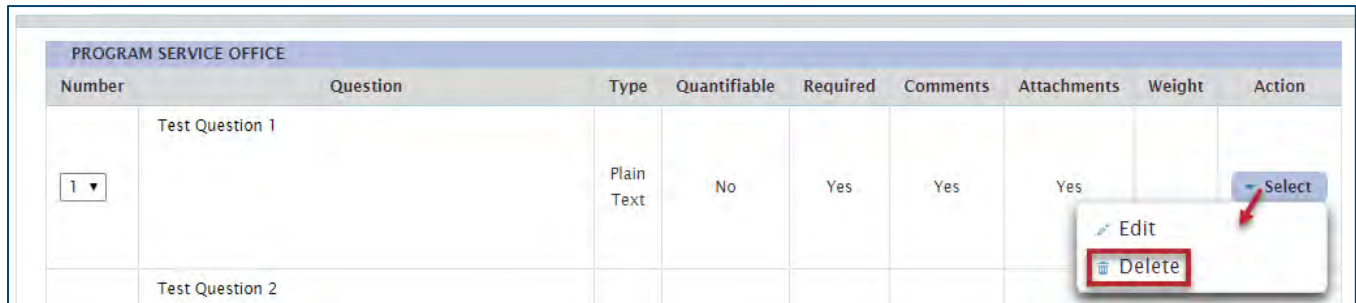 PROGRAM SERVICE OFFICE
Number Question Type Quantifiable Required Comments Attachments Weight Action
Test Question 1
1 Plain Text No Yes Yes Yes Select
Edit
Delete
Test Question 2